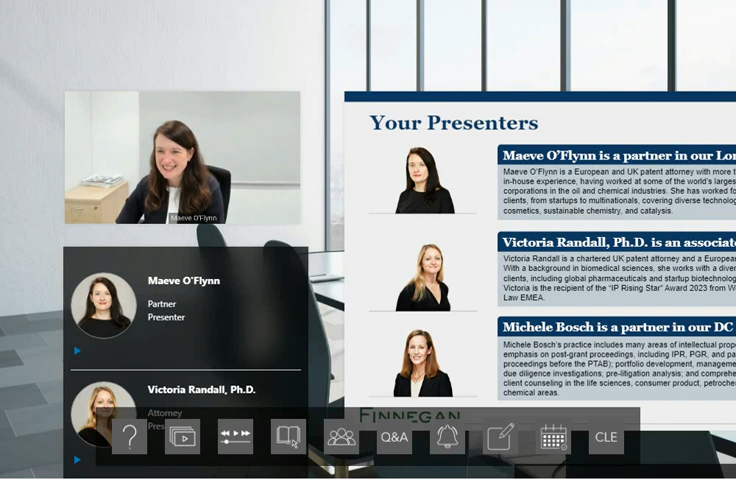 Your Presenters
Maeve O'Flynn is a partner in our Lon
Maeve O'Flynn is a European and UK patent attorney with more t
in-house experience, having worked at some of the world's larges
corporations in the oil and chemical industries. She has worked fo
clients, from startups to multinationals, covering diverse technolog
cosmetics, sustainable chemistry, and catalysis.
Maeve O'Flynn
Victoria Randall, Ph.D. is an associate
Victoria Randall is a chartered UK patent attorney and a European
With a background in biomedical sciences, she works with a diver
clients, including global pharmaceuticals and startup biotechnolog
Victoria is the recipient of the "IP Rising Star" Award 2023 from W
Law EMEA.
Maeve O'Flynn
Partner
Presenter
Michele Bosch is a partner in our DC
Michele Bosch's practice includes many areas of intellectual prope
emphasis on post-grant proceedings, including IPR, PGR, and pa
proceedings before the PTAB); portfolio development, manageme
due diligence investigations; pre-litigation analysis; and comprehe
client counseling in the life sciences, consumer product, petroche
chemical areas.
Victoria Randall, Ph.D.
Attorney
Pres
FINNEGAN
?
Q&A
CLE